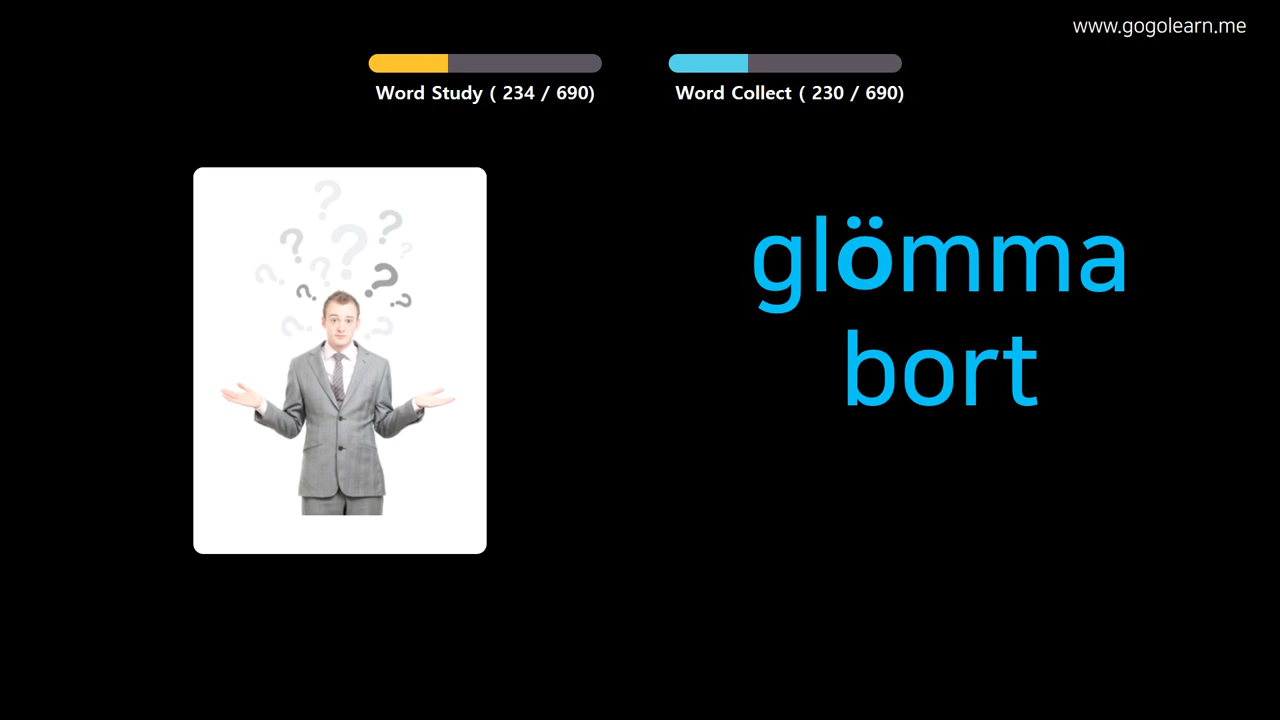 www.gogolearn.me
Word Study ( 234 / 690)
Word Collect ( 230 / 690)
? ? ? ? ? ? ? ? ? ? ? ?
glömma
bort